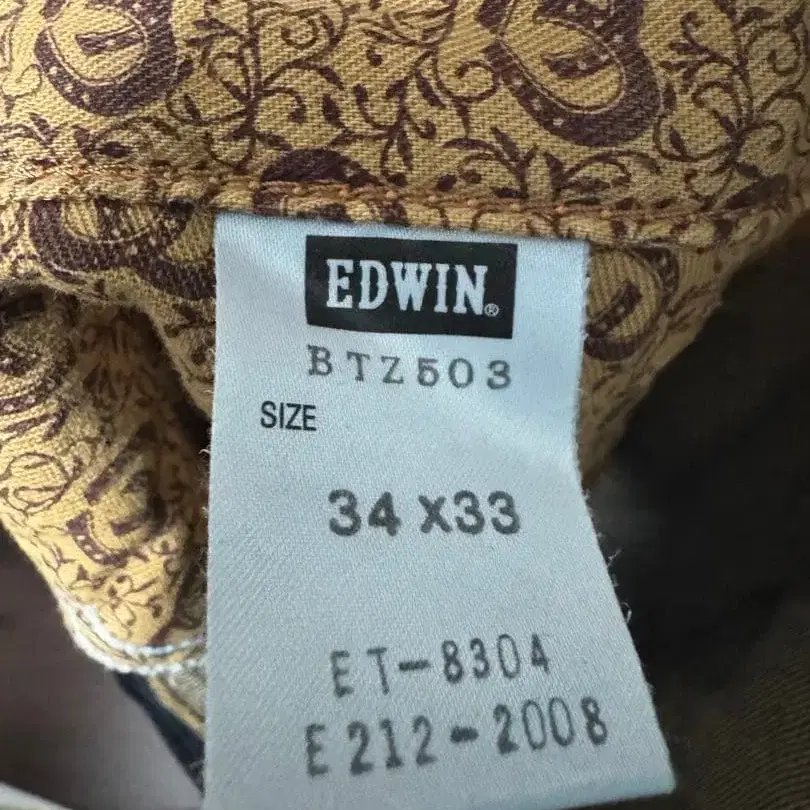 EDWIN®
BTZ503
SIZE
34 x33
ET-8304
E212-2008